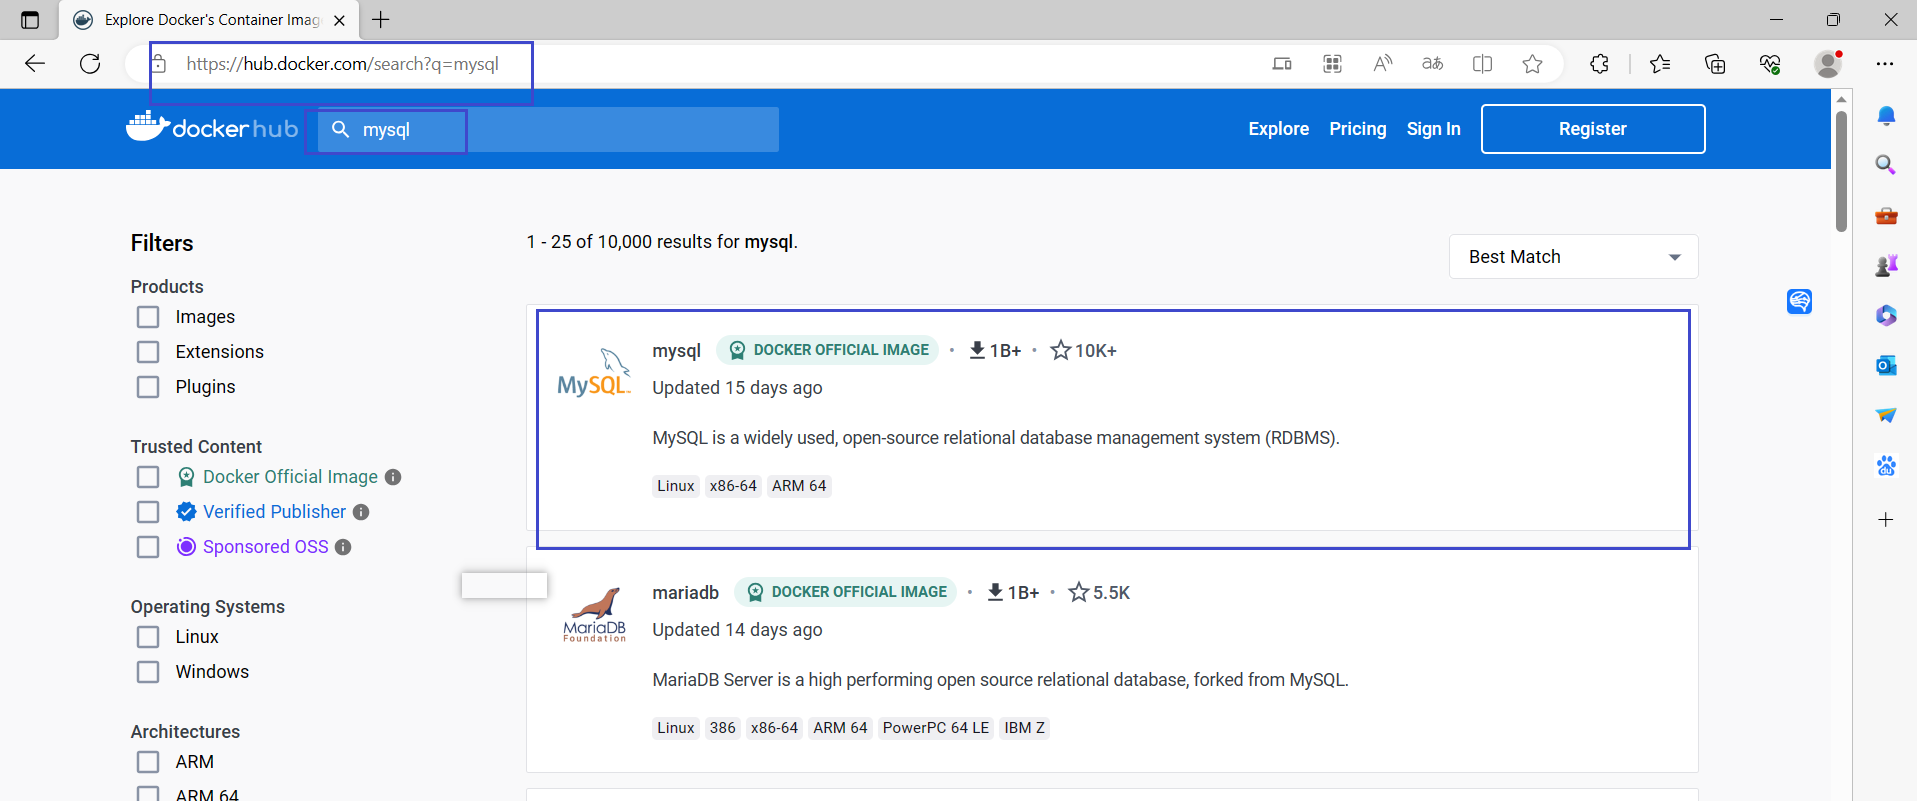 Explore Docker's Container Imag
https://hub.docker.com/search?q=mysql
docker hub
mysql
Explore
Pricing
Sign In
Register
Filters
1 - 25 of 10,000 results for mysql.
Best Match
Products
Images
Extensions
Plugins
Trusted Content
Docker Official Image
Verified Publisher
Sponsored OSS
Operating Systems
Linux
Windows
Architectures
ARM
ARM 64
MySQL
mysql DOCKER OFFICIAL IMAGE • 1B+ • 10K+
Updated 15 days ago
MySQL is a widely used, open-source relational database management system (RDBMS).
Linux x86-64 ARM 64
MariaDB
Foundation
mariadb DOCKER OFFICIAL IMAGE • 1B+ • 5.5K
Updated 14 days ago
MariaDB Server is a high performing open source relational database, forked from MySQL.
Linux 386 x86-64 ARM 64 PowerPC 64 LE IBM Z